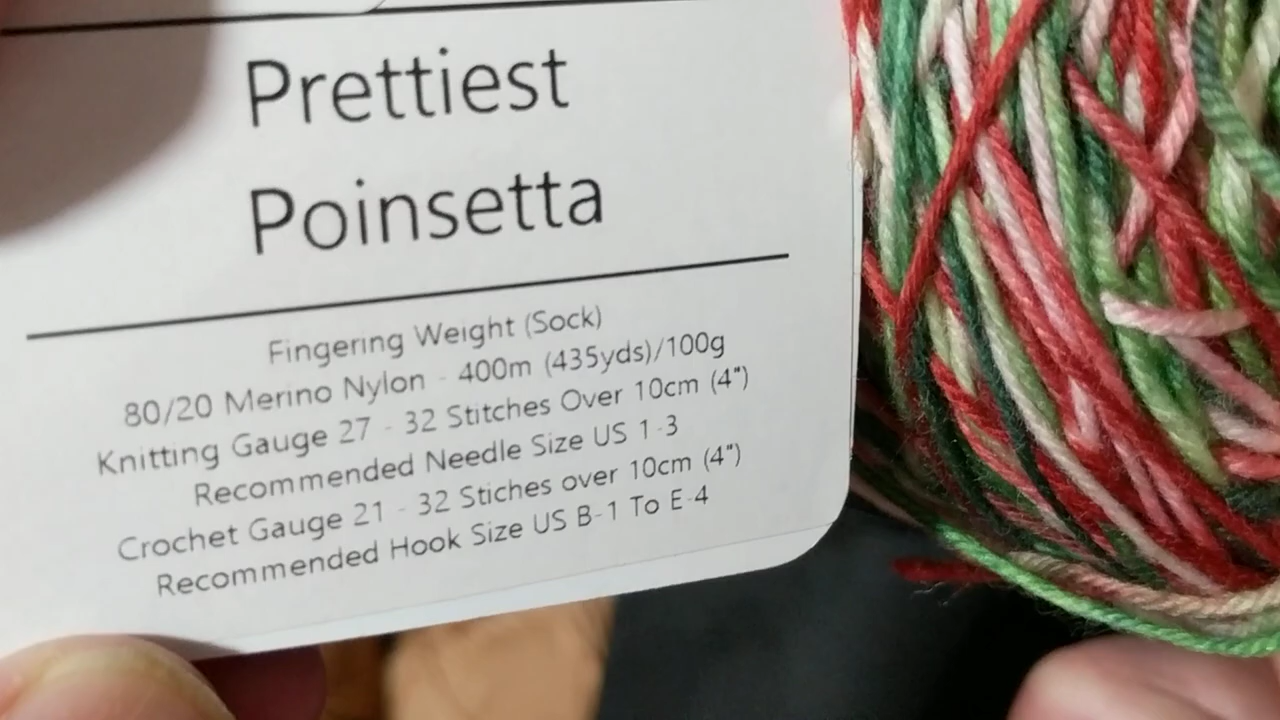 Prettiest
Poinsetta
Fingering Weight (Sock)
80/20 Merino Nylon - 400m (435yds)/100g
Knitting Gauge 27 - 32 Stitches Over 10cm (4")
Recommended Needle Size US 1-3
Crochet Gauge 21 - 32 Stiches over 10cm (4")
Recommended Hook Size US B-1 To E-4